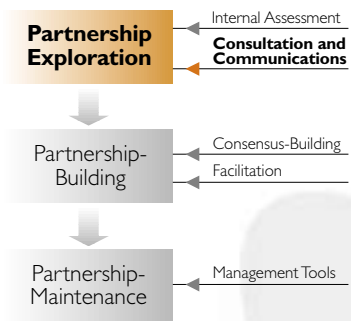 Partnership
Exploration
Internal Assessment
Consultation and
Communications
Partnership-
Building
Consensus-Building
Facilitation
Partnership-
Maintenance
Management Tools